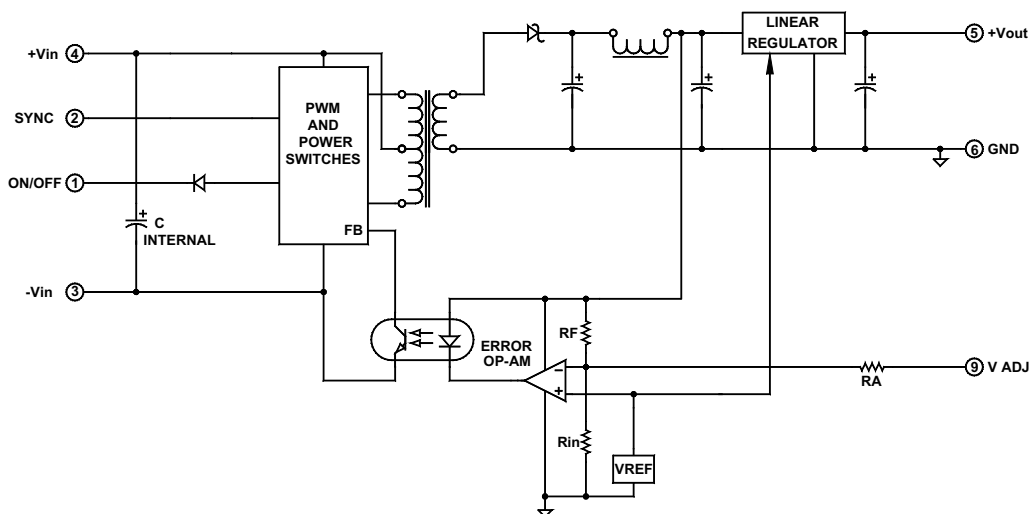 +Vin 4
SYNC 2
ON/OFF 1
-Vin 3
+
C
INTERNAL
PWM
AND
POWER
SWITCHES
FB
+
+
LINEAR
REGULATOR
+
5 +Vout
6 GND
ERROR
OP-AM
RF
−
+
Rin
VREF
RA
9 V ADJ